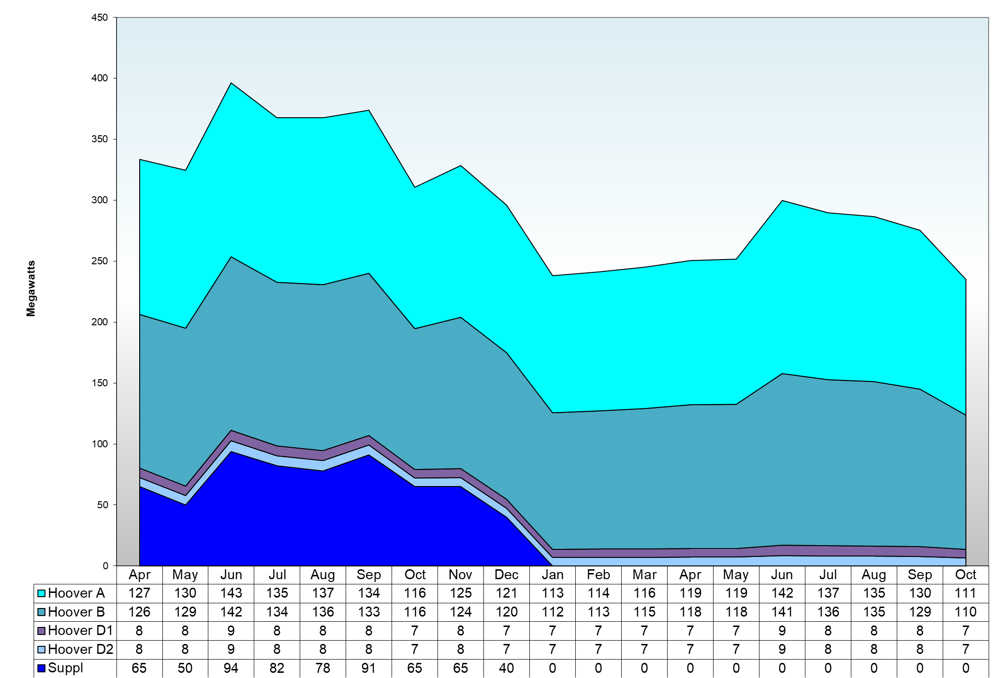 450
400
350
300
250
200
150
100
50
0
Megawatts
Apr May Jun Jul Aug Sep Oct Nov Dec Jan Feb Mar Apr May Jun Jul Aug Sep Oct
Hoover A 127 130 143 135 137 134 116 125 121 113 114 116 119 119 142 137 135 130 111
Hoover B 126 129 142 134 136 133 116 124 120 112 113 115 118 118 141 136 135 129 110
Hoover D1 8 8 9 8 8 8 7 8 7 7 7 7 7 7 9 8 8 8 7
Hoover D2 8 8 9 8 8 8 7 8 7 7 7 7 7 7 9 8 8 8 7
Suppl 65 50 94 82 78 91 65 65 40 0 0 0 0 0 0 0 0 0 0